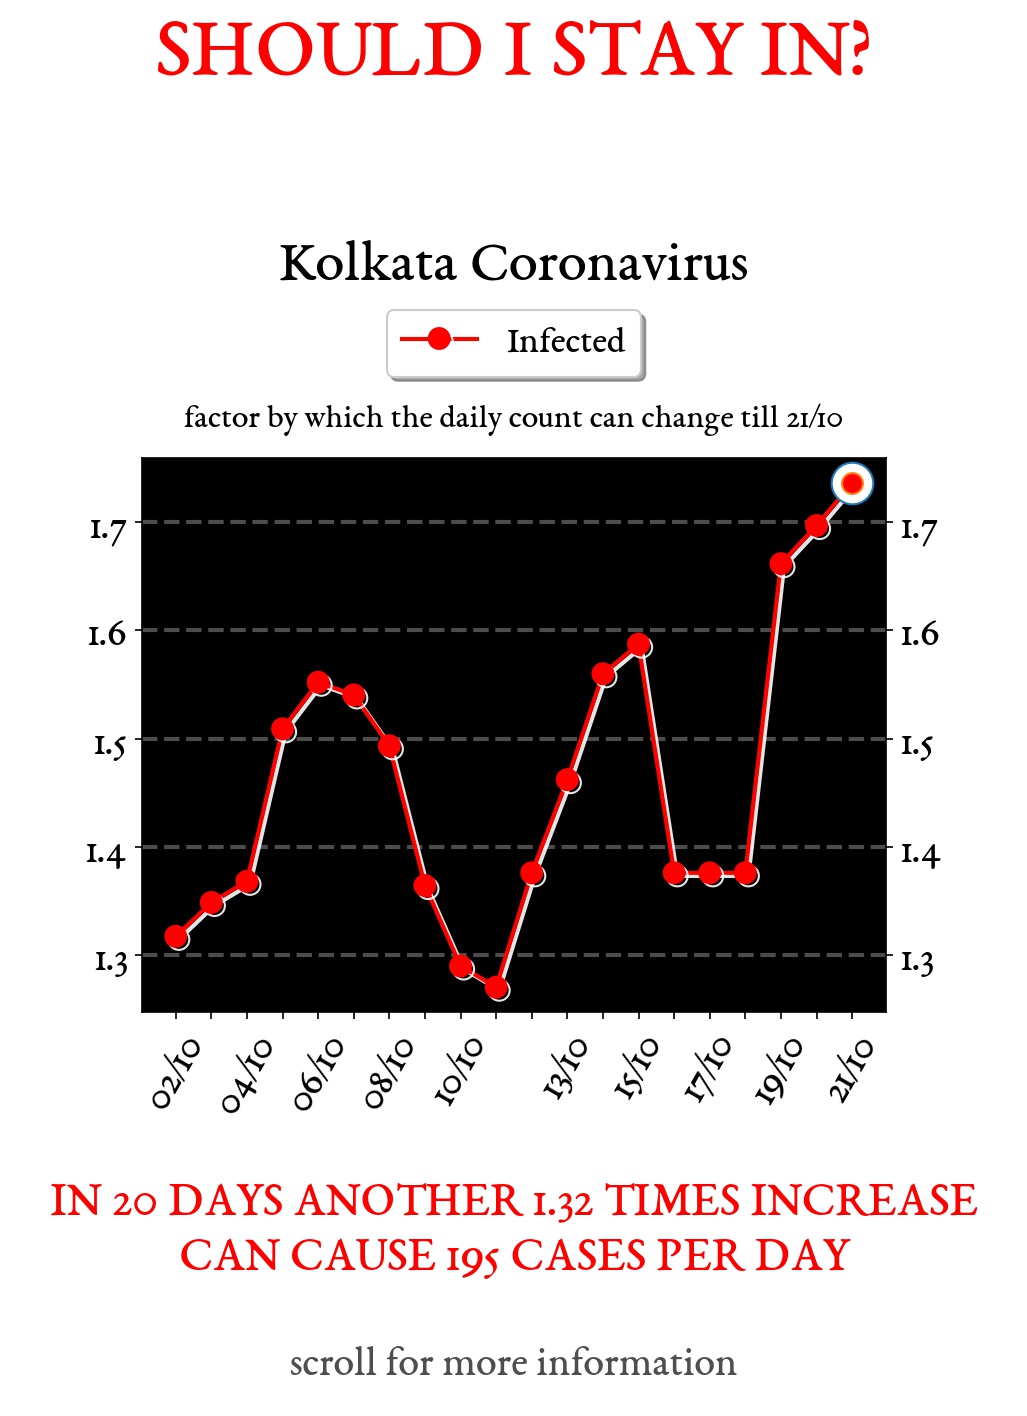 SHOULD I STAY IN?
Kolkata Coronavirus
Infected
factor by which the daily count can change till 21/10
1.7 1.7
1.6 1.6
1.5 1.5
1.4 1.4
1.3 1.3
02/10 04/10 06/10 08/10 10/10 13/10 15/10 17/10 19/10 21/10
IN 20 DAYS ANOTHER 1.32 TIMES INCREASE
CAN CAUSE 195 CASES PER DAY
scroll for more information